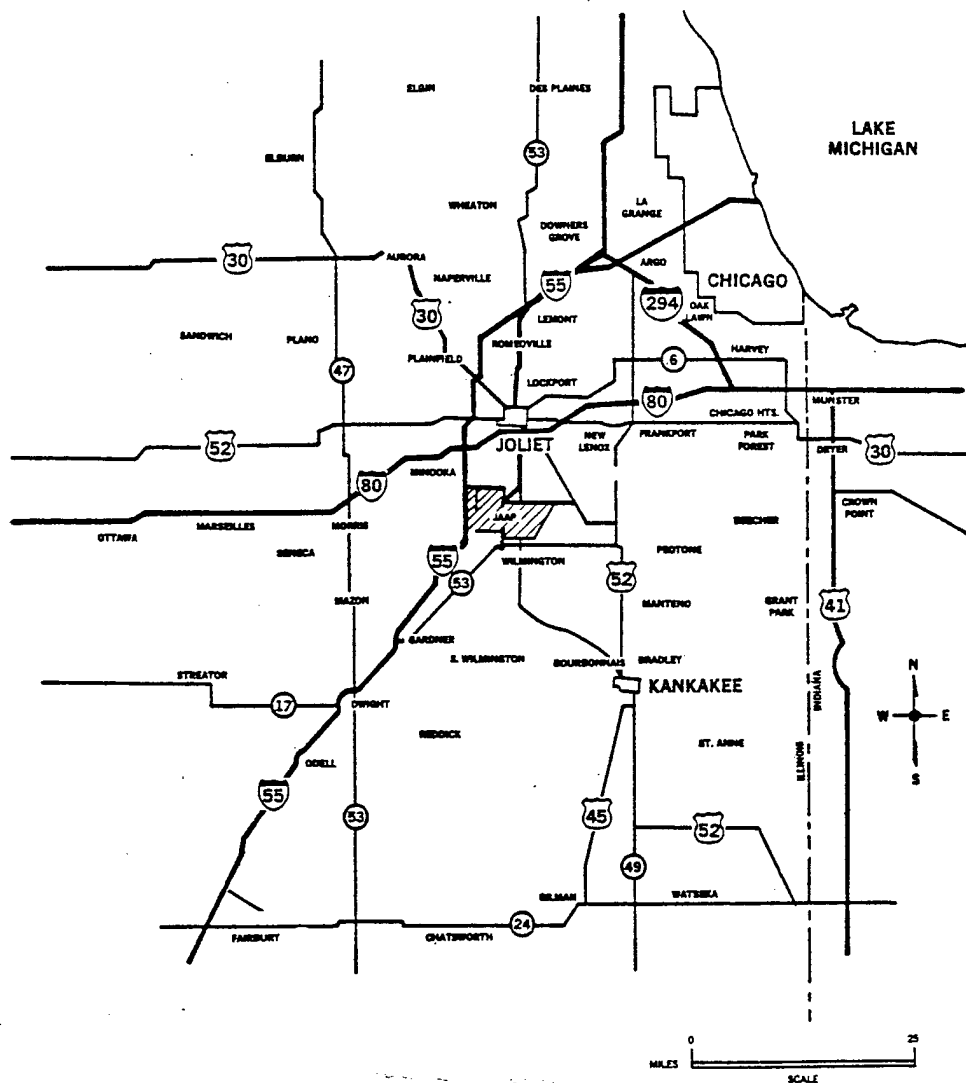 ELGIN
DES PLAINES
LAKE
MICHIGAN
ELBURN
53
WHEATON
LA
GRANGE
DOWNERS
GROVE
30
AURORA
ARGO
NAPERVILLE
55
CHICAGO
294
OAK
LAWN
30
LEMONT
SANDWICH
PLANO
ROMEOVILLE
PLAINFIELD
6
HARVEY
47
LOCKPORT
80
MUNSTER
CHICAGO HTS.
52
JOLIET
NEW
LENOX
FRANKFORT
PARK
FOREST
DEYER
30
MINOOKA
80
CROWN
POINT
OTTAWA
MARSEILLES
MORRIS
JAAP
BEECHER
SENECA
55
53
WILMINGTON
PEOTONE
52
MAZON
MANTENO
GRANT
PARK
41
GARDNER
S. WILMINGTON
BOURBONNAIS
BRADLEY
N
STREATOR
KANKAKEE
INDIANA
17
DWIGHT
W
E
REDDICK
ST. ANNE
ODELL
ILLINOIS
S
55
53
45
52
49
GILMAN
WATSEKA
24
FAIRBURY
CHATSWORTH
0
25
MILES
SCALE